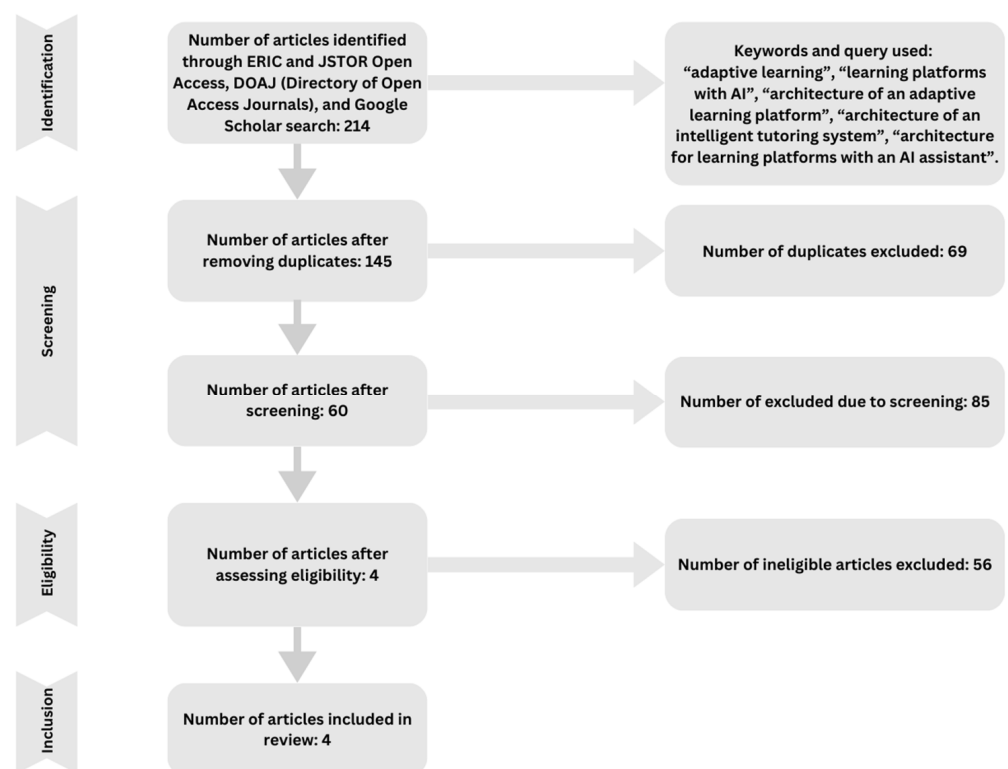 Identification
Number of articles identified
through ERIC and JSTOR Open
Access, DOAJ (Directory of Open
Access Journals), and Google
Scholar search: 214
Keywords and query used:
“adaptive learning”, “learning platforms
with AI”, “architecture of an adaptive
learning platform”, “architecture of an
intelligent tutoring system”, “architecture
for learning platforms with an AI assistant”.
Screening
Number of articles after
removing duplicates: 145
Number of duplicates excluded: 69
Number of articles after
screening: 60
Number of excluded due to screening: 85
Eligibility
Number of articles after
assessing eligibility: 4
Number of ineligible articles excluded: 56
Inclusion
Number of articles included in
review: 4